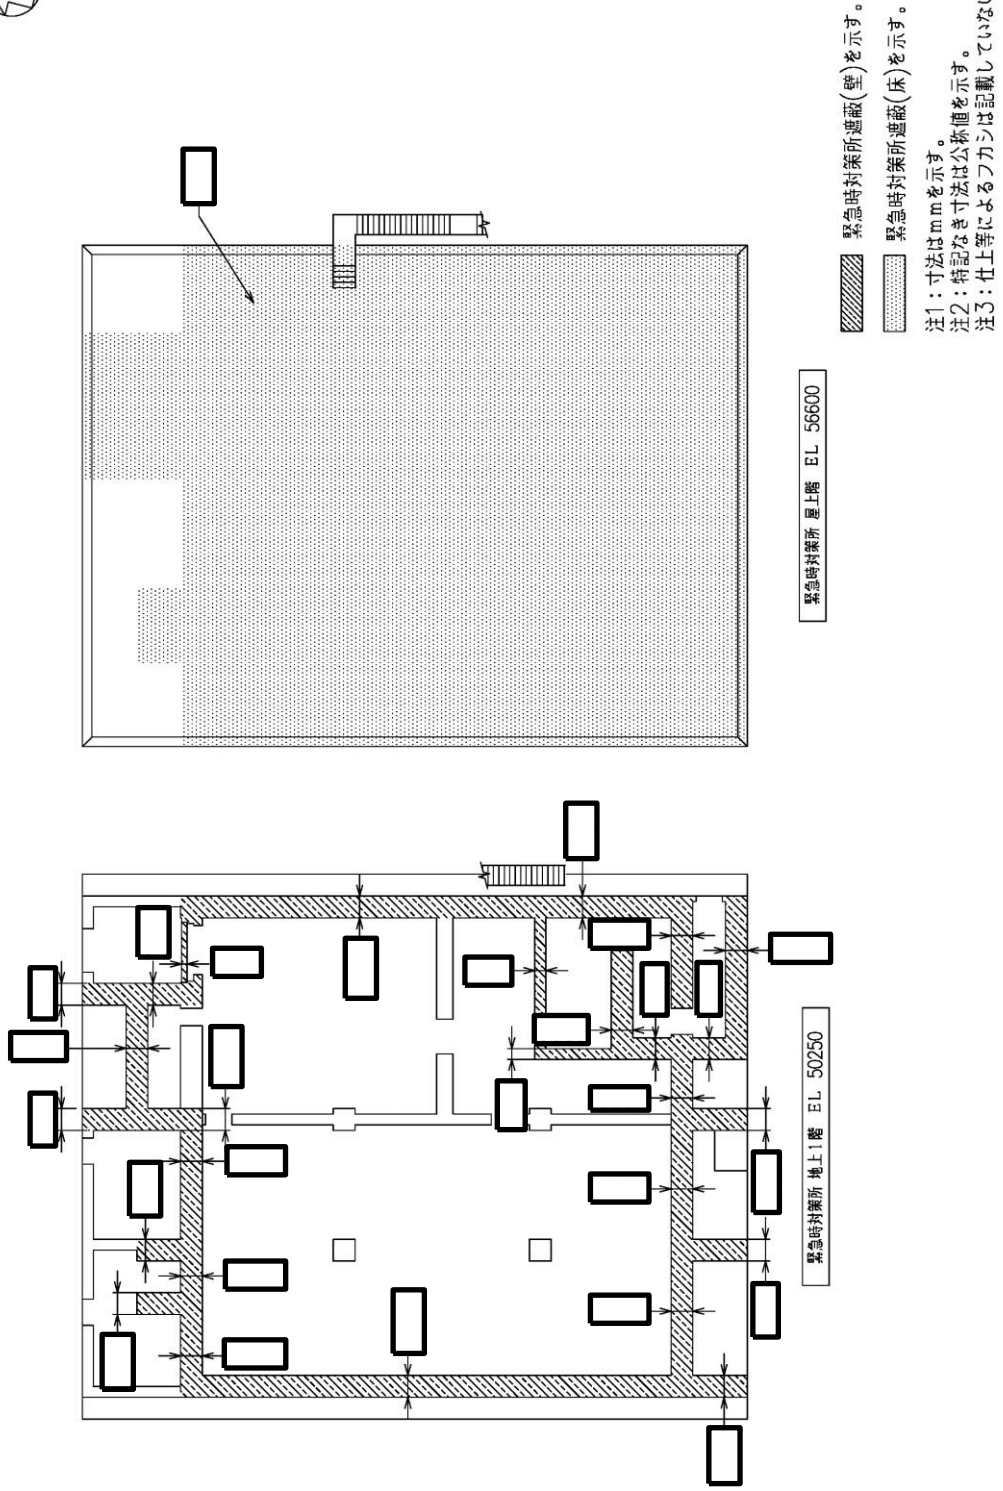 緊急時対策所遮蔽(壁)を示す。
緊急時対策所遮蔽(床)を示す。
注1：寸法はmmを示す。
注2：特記なき寸法は公称値を示す。
注3：仕上等によるフカシは記載していな
緊急時対策所 地上1階 EL 50250
緊急時対策所 屋上階 EL 56600